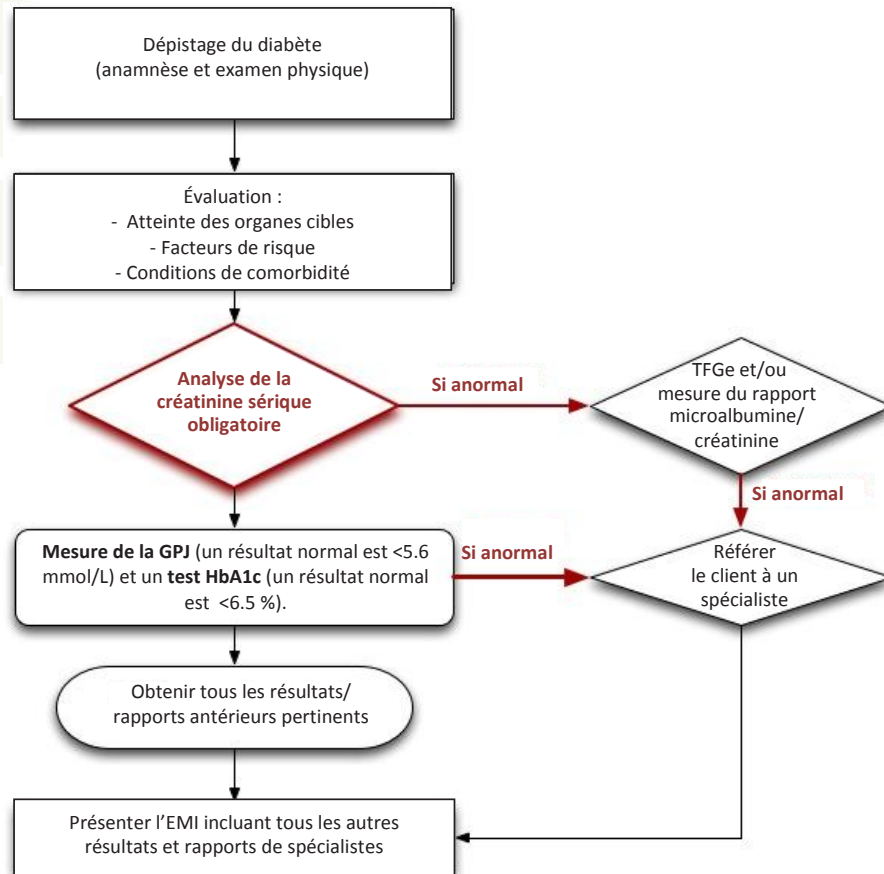 Dépistage du diabète
(anamnèse et examen physique)
Évaluation :
- Atteinte des organes cibles
- Facteurs de risque
- Conditions de comorbidité
Analyse de la
créatinine sérique
obligatoire
Si anormal
TFGe et/ou
mesure du rapport
microalbumine/
créatinine
Si anormal
Mesure de la GPJ (un résultat normal est <5.6
mmol/L) et un test HbA1c (un résultat normal
est <6.5 %).
Si anormal
Référer
le client à un
spécialiste
Obtenir tous les résultats/
rapports antérieurs pertinents
Présenter l’EMI incluant tous les autres
résultats et rapports de spécialistes